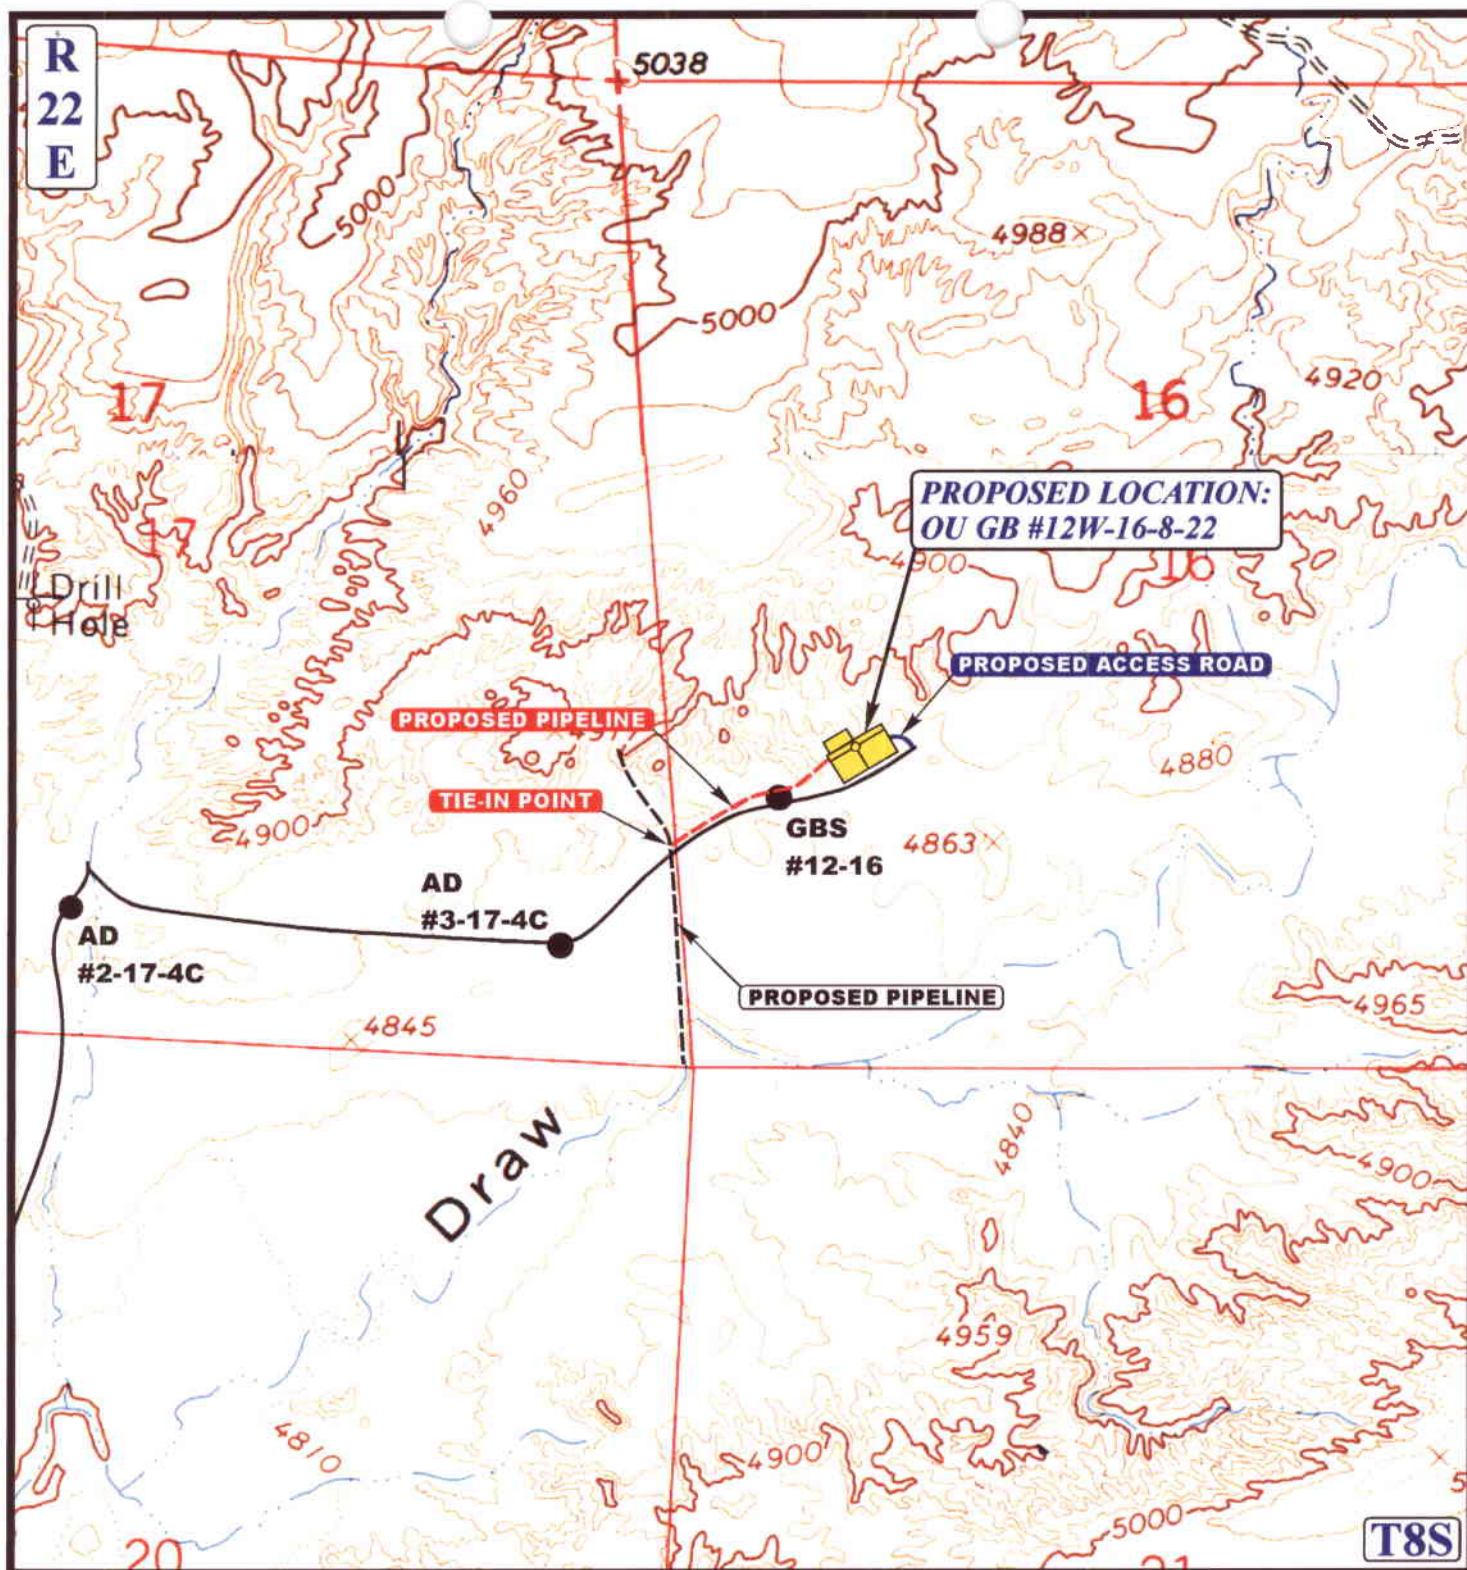 R
22
E
5038
5000
4988
5000
17
16
4920
4960
PROPOSED LOCATION:
OU GB #12W-16-8-22
17
4900
16
Drill
Hole
PROPOSED ACCESS ROAD
PROPOSED PIPELINE
4880
TIE-IN POINT
4900
GBS
#12-16
4863
AD
#3-17-4C
AD
#2-17-4C
PROPOSED PIPELINE
4965
4845
4840
4900
Draw
4959
4810
4900
5000
T8S
20
21